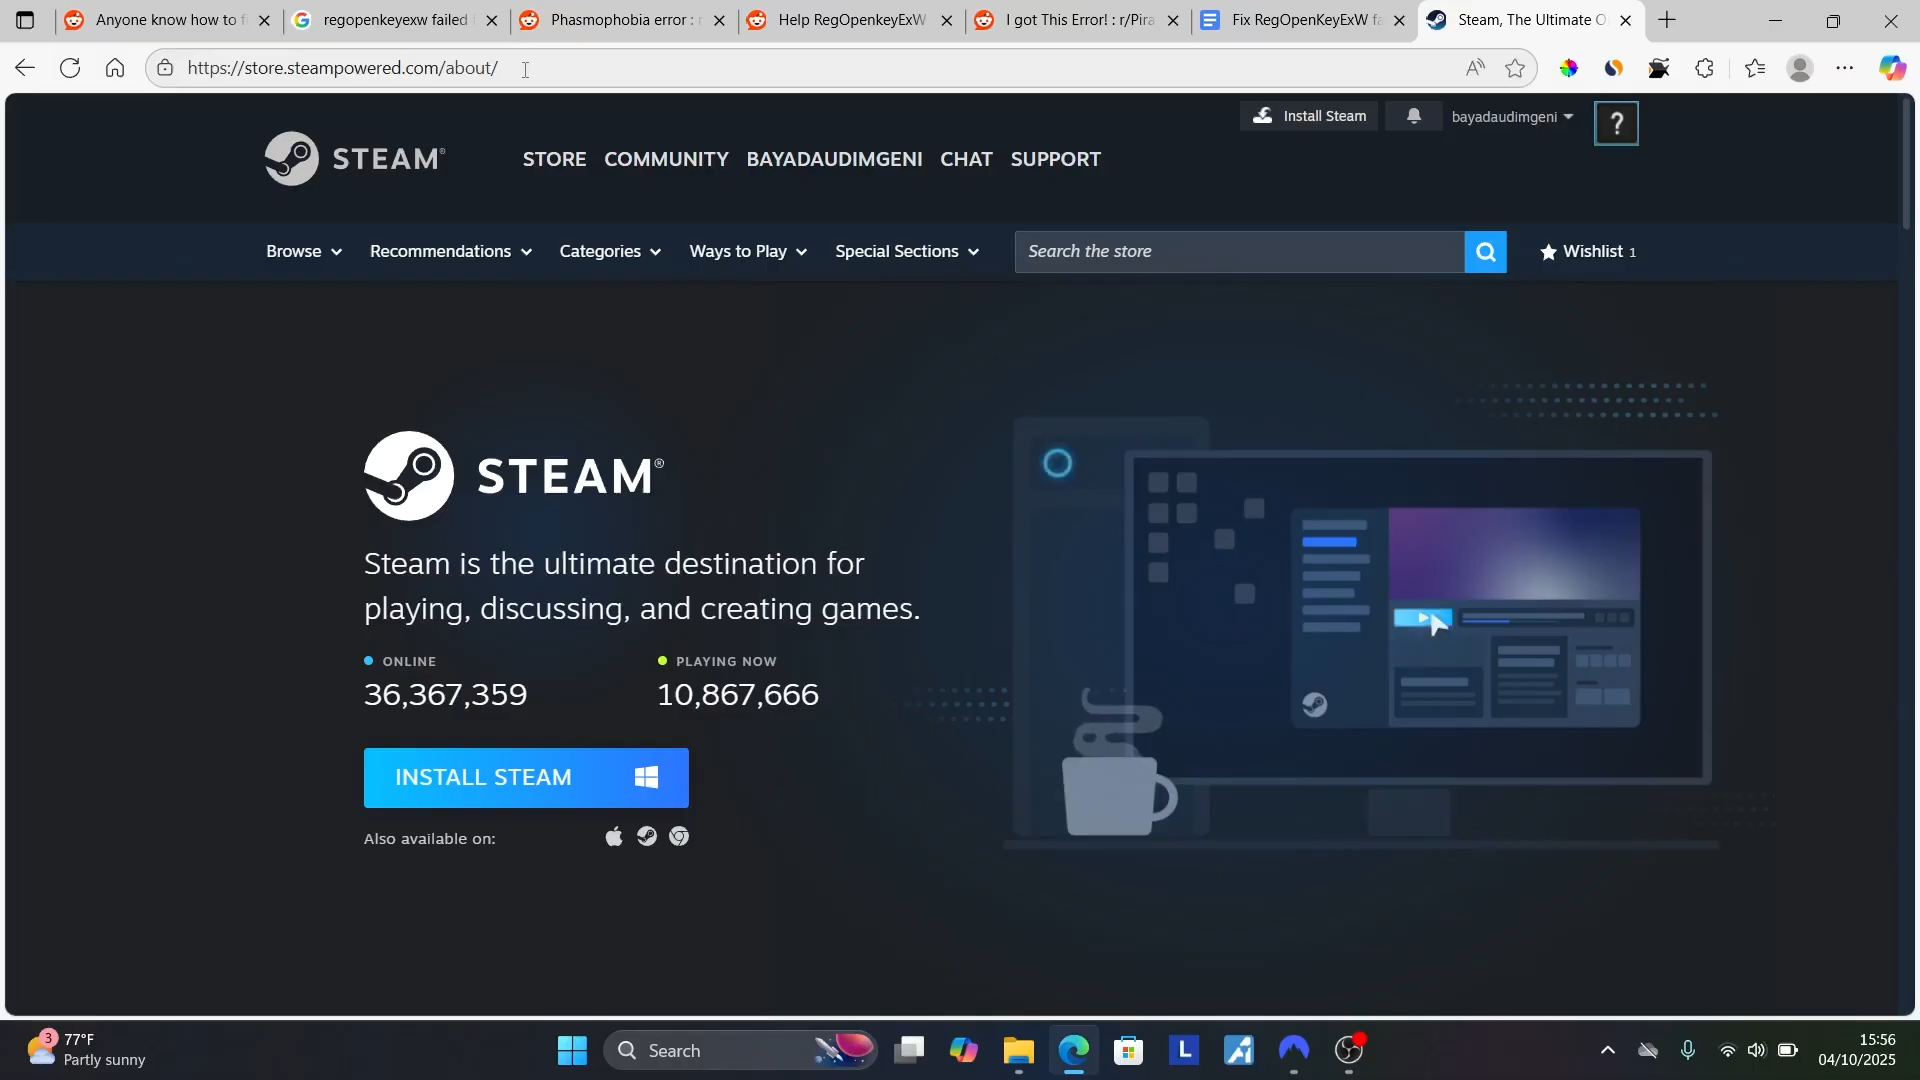 Anyone know how to f
regopenkeyexw failed
Phasmophobia error : r
Help RegOpenkeyExW
I got This Error! : r/Pira
Fix RegOpenKeyExW fa
Steam, The Ultimate O
https://store.steampowered.com/about/
Install Steam
bayadaudimgeni
?
STEAM®
STORE
COMMUNITY
BAYADAUDIMGENI
CHAT
SUPPORT
Browse
Recommendations
Categories
Ways to Play
Special Sections
Search the store
Wishlist 1
STEAM®
Steam is the ultimate destination for
playing, discussing, and creating games.
ONLINE
PLAYING NOW
36,367,359
10,867,666
INSTALL STEAM
Also available on:
3
77°F
Partly sunny
Search
L
15:56
04/10/2025